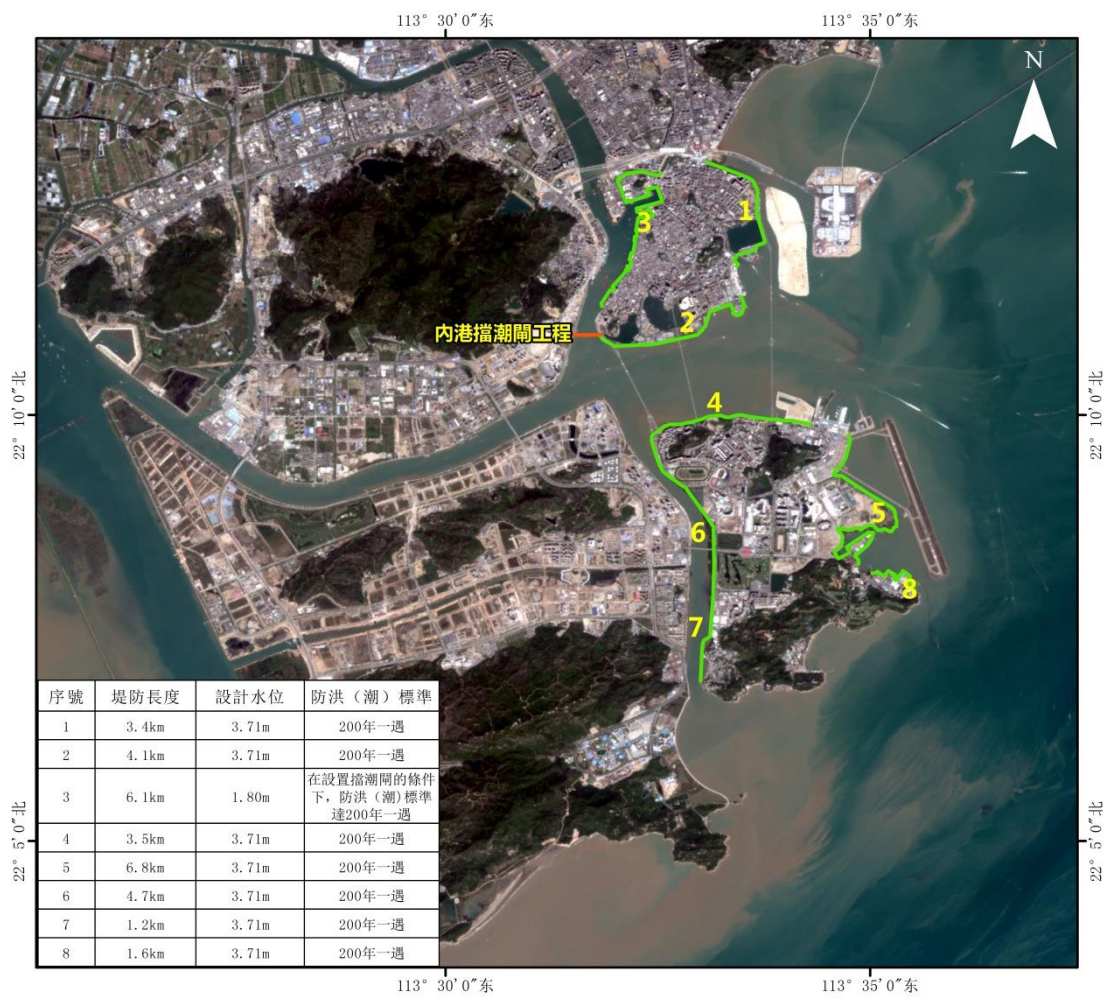 113° 30' 0"东
113° 35' 0"东
N
1
3
2
內港擋潮閘工程
22° 10' 0"北
22° 10' 0"北
4
5
6
8
7
序號 堤防長度 設計水位 防洪（潮）標準
1 3.4km 3.71m 200年一遇
2 4.1km 3.71m 200年一遇
3 6.1km 1.80m 在設置擋潮閘的條件
下，防洪（潮)標準
達200年一遇
4 3.5km 3.71m 200年一遇
5 6.8km 3.71m 200年一遇
6 4.7km 3.71m 200年一遇
7 1.2km 3.71m 200年一遇
8 1.6km 3.71m 200年一遇
22° 5' 0"北
22° 5' 0"北
113° 30' 0"东
113° 35' 0"东